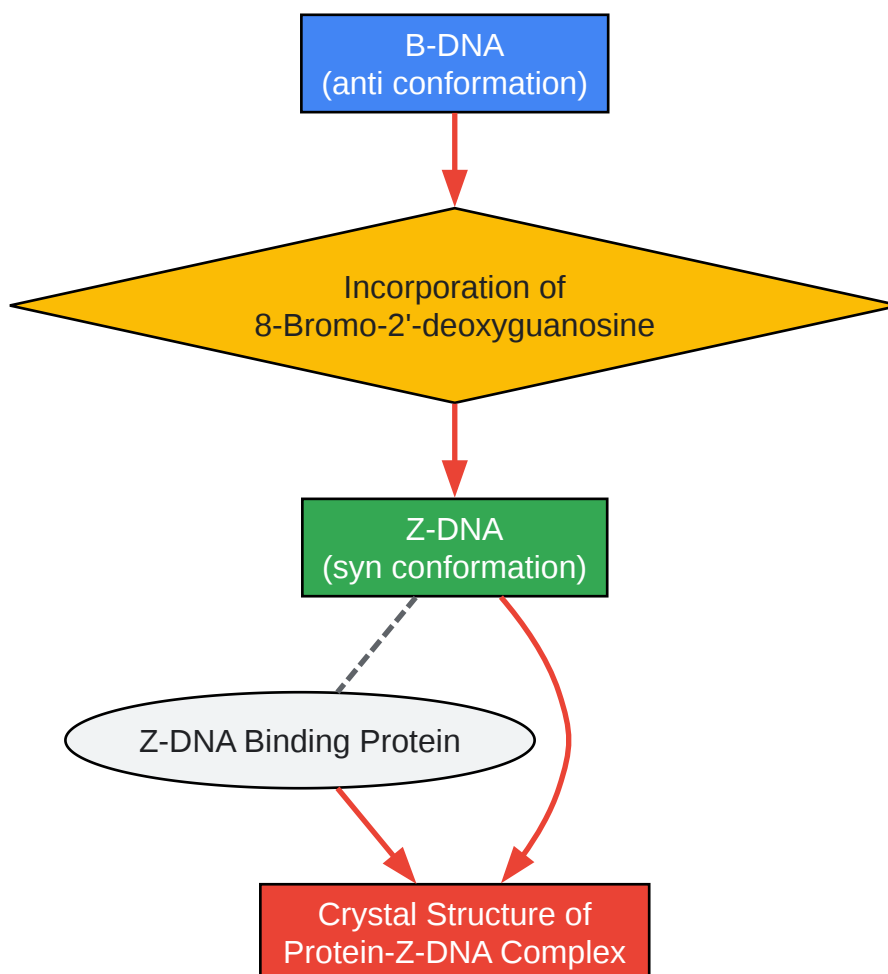 B-DNA
(anti conformation)
Incorporation of
8-Bromo-2'-deoxyguanosine
Z-DNA
(syn conformation)
Z-DNA Binding Protein
Crystal Structure of
Protein-Z-DNA Complex